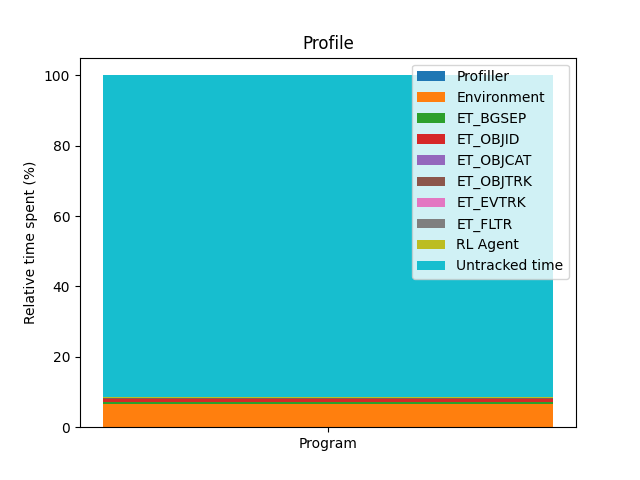 Profile
Relative time spent (%)
100
80
60
40
20
0
Program
Profiller
Environment
ET_BGSEP
ET_OBJID
ET_OBJCAT
ET_OBJTRK
ET_EVTRK
ET_FLTR
RL Agent
Untracked time